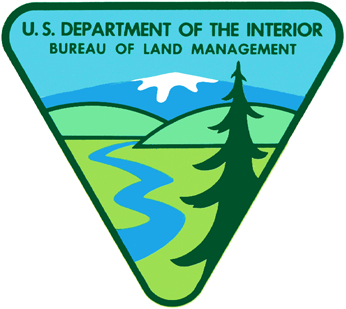 U.S. DEPARTMENT OF THE INTERIOR
BUREAU OF LAND MANAGEMENT